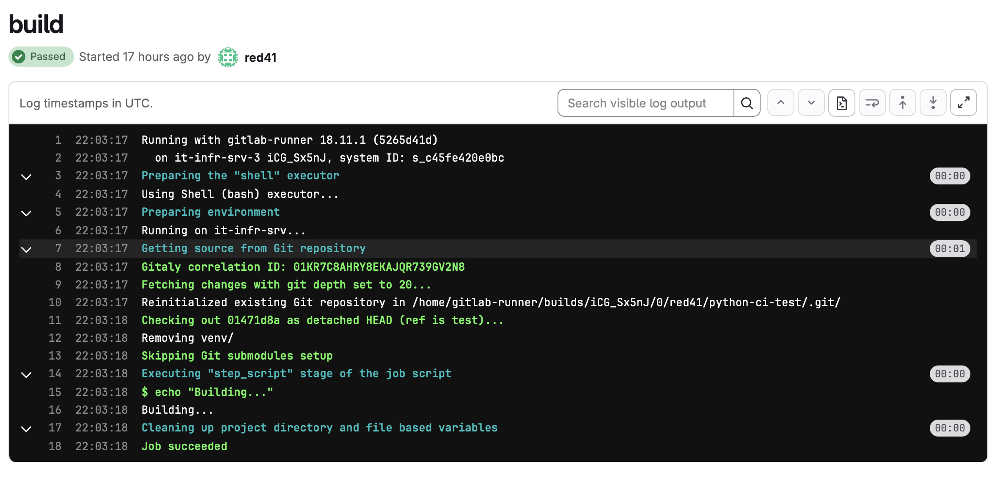 build
Passed Started 17 hours ago by red41
Log timestamps in UTC. Search visible log output
1 22:03:17 Running with gitlab-runner 18.11.1 (5265d41d)
2 22:03:17 on it-infr-srv-3 iCG_Sx5nJ, system ID: s_c45fe420e0bc
3 22:03:17 Preparing the "shell" executor 00:00
4 22:03:17 Using Shell (bash) executor...
5 22:03:17 Preparing environment 00:00
6 22:03:17 Running on it-infr-srv...
7 22:03:17 Getting source from Git repository 00:01
8 22:03:17 Gitaly correlation ID: 01KR7C8AHRY8EKAJQR739GV2N8
9 22:03:17 Fetching changes with git depth set to 20...
10 22:03:17 Reinitialized existing Git repository in /home/gitlab-runner/builds/iCG_Sx5nJ/0/red41/python-ci-test/.git/
11 22:03:18 Checking out 01471d8a as detached HEAD (ref is test)...
12 22:03:18 Removing venv/
13 22:03:18 Skipping Git submodules setup
14 22:03:18 Executing "step_script" stage of the job script 00:00
15 22:03:18 $ echo "Building..."
16 22:03:18 Building...
17 22:03:18 Cleaning up project directory and file based variables 00:00
18 22:03:18 Job succeeded